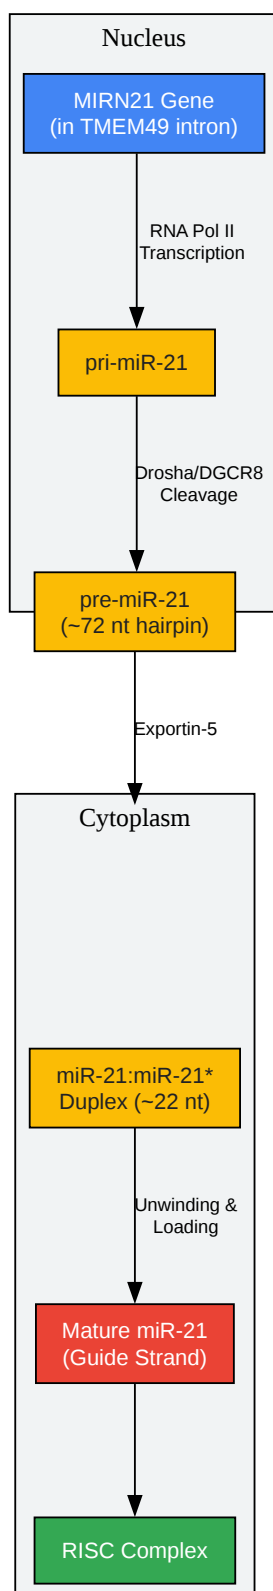 Nucleus
MIRN21 Gene
(in TMEM49 intron)
RNA Pol II
Transcription
pri-miR-21
Drosha/DGCR8
Cleavage
pre-miR-21
(~72 nt hairpin)
Exportin-5
Cytoplasm
miR-21:miR-21*
Duplex (~22 nt)
Unwinding &
Loading
Mature miR-21
(Guide Strand)
RISC Complex